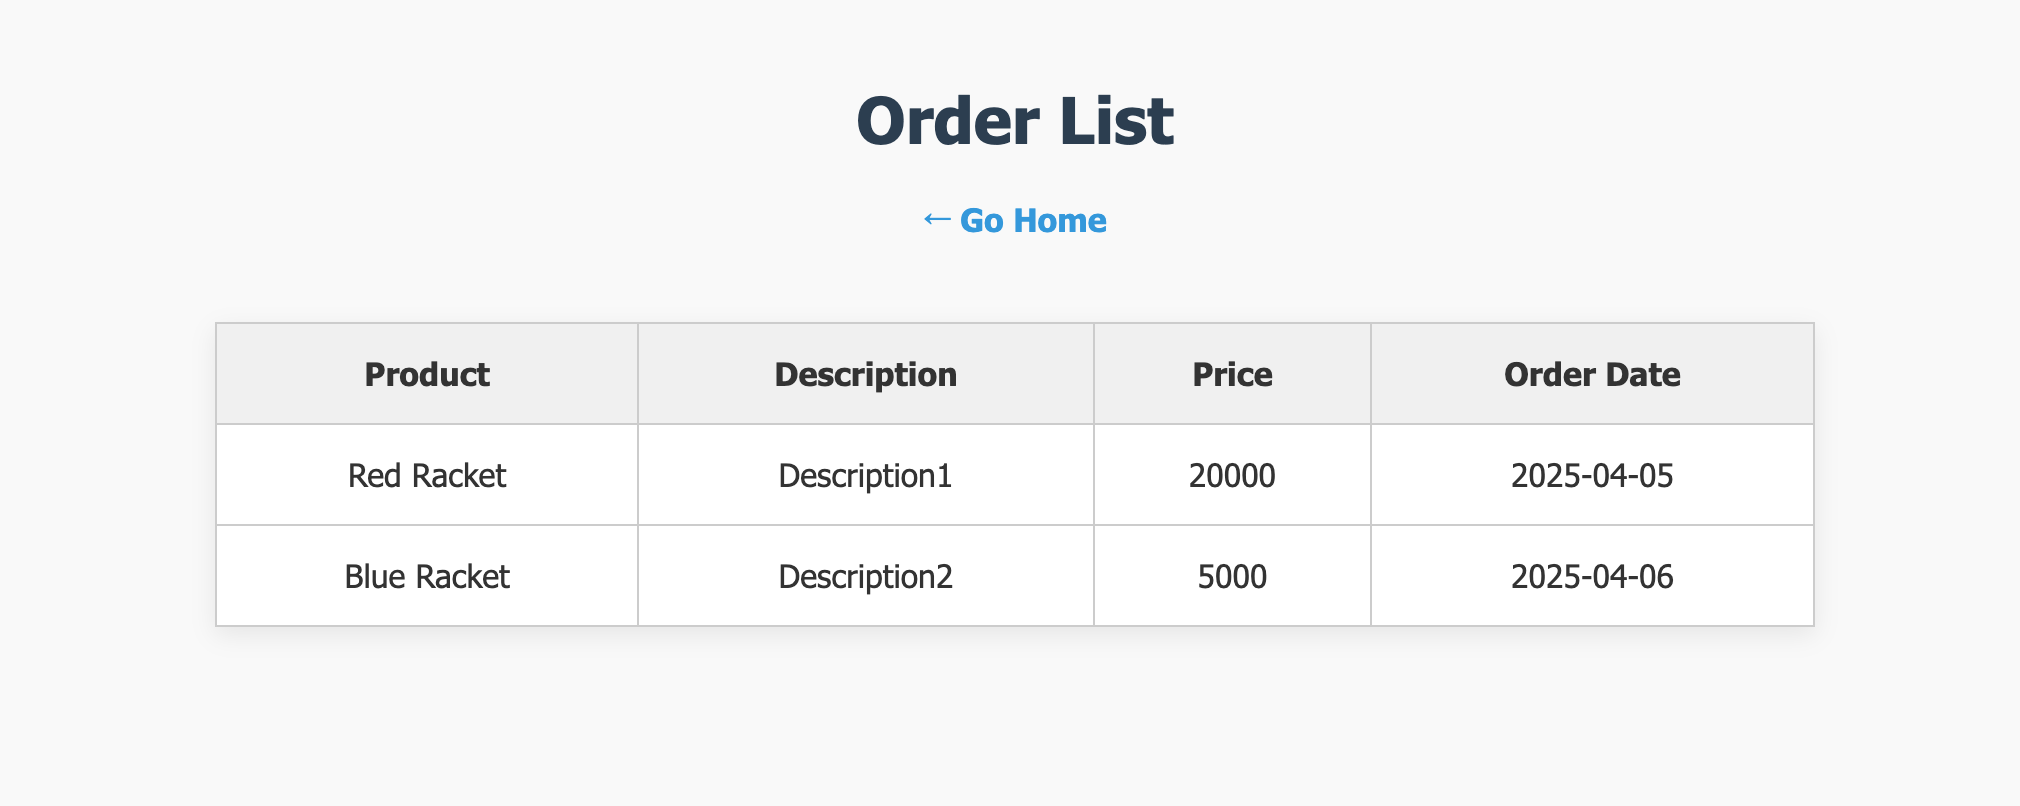 Order List
← Go Home
Product Description Price Order Date
Red Racket Description1 20000 2025-04-05
Blue Racket Description2 5000 2025-04-06